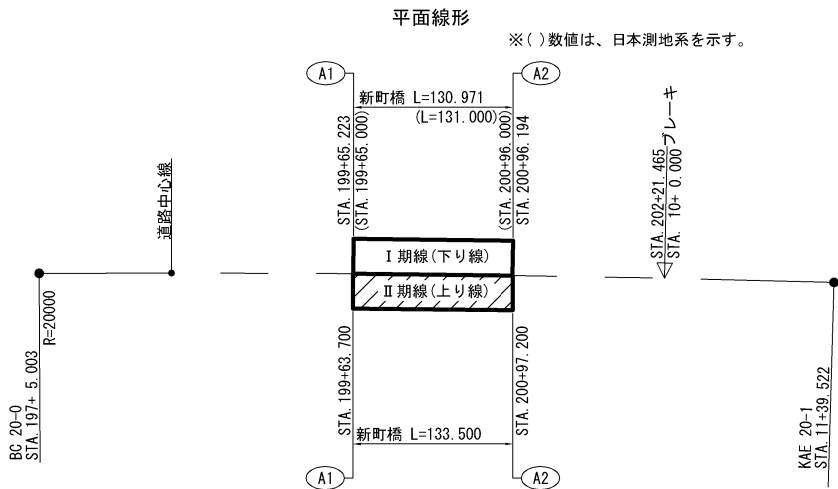 平面線形
※( )数値は、日本測地系を示す。
A1
A2
新町橋 L=130.971
(L=131.000)
STA.199+65.223
(STA.199+65.000)
(STA.200+96.000)
STA.200+96.194
道路中心線
STA.202+21.465
STA. 10+ 0.000
ブレーキ
Ⅰ期線(下り線)
Ⅱ期線(上り線)
R=20000
BC 20-0
STA.197+ 5.003
STA.199+63.700
STA.200+97.200
新町橋 L=133.500
KAE 20-1
STA.11+39.522
A1
A2